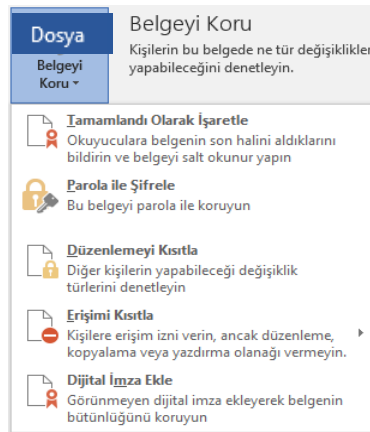 Dosya
Belgeyi Koru
Kişilerin bu belgede ne tür değişiklikler
yapabileceğini denetleyin.
Belgeyi
Koru
Tamamlandı Olarak İşaretle
Okuyuculara belgenin son halini aldıklarını
bildirin ve belgeyi salt okunur yapın
Parola ile Şifrele
Bu belgeyi parola ile koruyun
Düzenlemeyi Kısıtla
Diğer kişilerin yapabileceği değişiklik
türlerini denetleyin
Erişimi Kısıtla
Kişilere erişim izni verin, ancak düzenleme,
kopyalama veya yazdırma olanağı vermeyin.
Dijital İmza Ekle
Görünmeyen dijital imza ekleyerek belgenin
bütünlüğünü koruyun